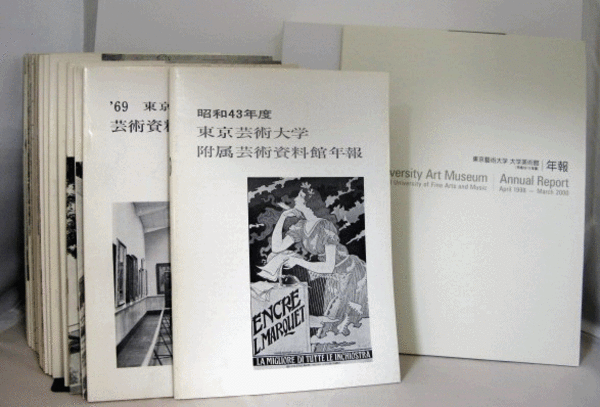 '69 東京
芸術資料
昭和43年度
東京芸術大学
附属芸術資料館年報
ENCRE
L. MARQUET
LA MIGLIORE DI TUTTE LE INCHIOSTRA
東京藝術大学 大学美術館
年報
versity Art Museum
Annual Report
University of Fine Arts and Music
April 1998 — March 2000